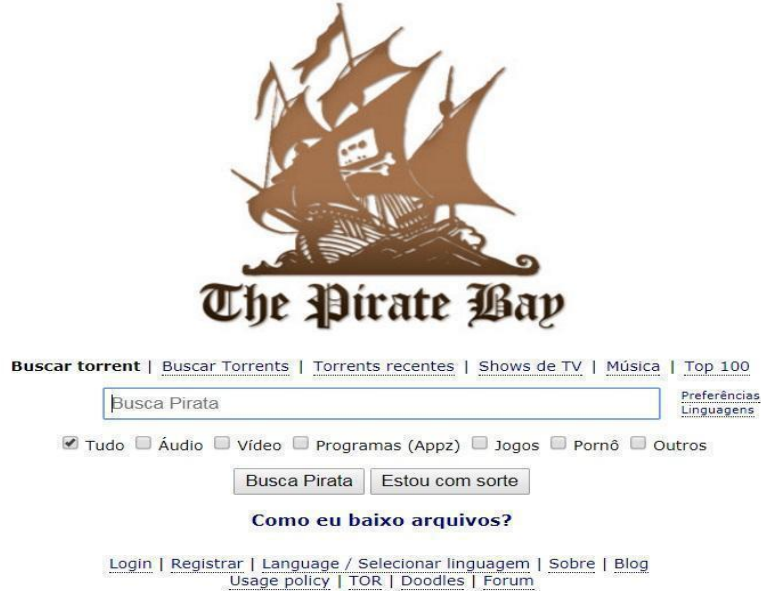 The Pirate Bay
Buscar torrent | Buscar Torrents | Torrents recentes | Shows de TV | Música | Top 100
Busca Pirata
Preferências
Linguagens
Tudo Áudio Vídeo Programas (Appz) Jogos Pornô Outros
Busca Pirata Estou com sorte
Como eu baixo arquivos?
Login | Registrar | Language / Selecionar linguagem | Sobre | Blog
Usage policy | TOR | Doodles | Forum